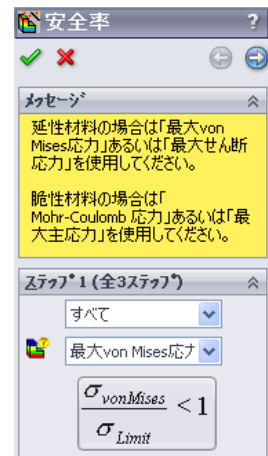 安全率 ?
メッセージ
延性材料の場合は「最大von
Mises応力」あるいは「最大せん断
応力」を使用してください。
脆性材料の場合は「
Mohr-Coulomb 応力」あるいは「最
大主応力」を使用してください。
ステップ1(全3ステップ)
すべて
最大von Mises応力
σ vonMises / σ Limit < 1